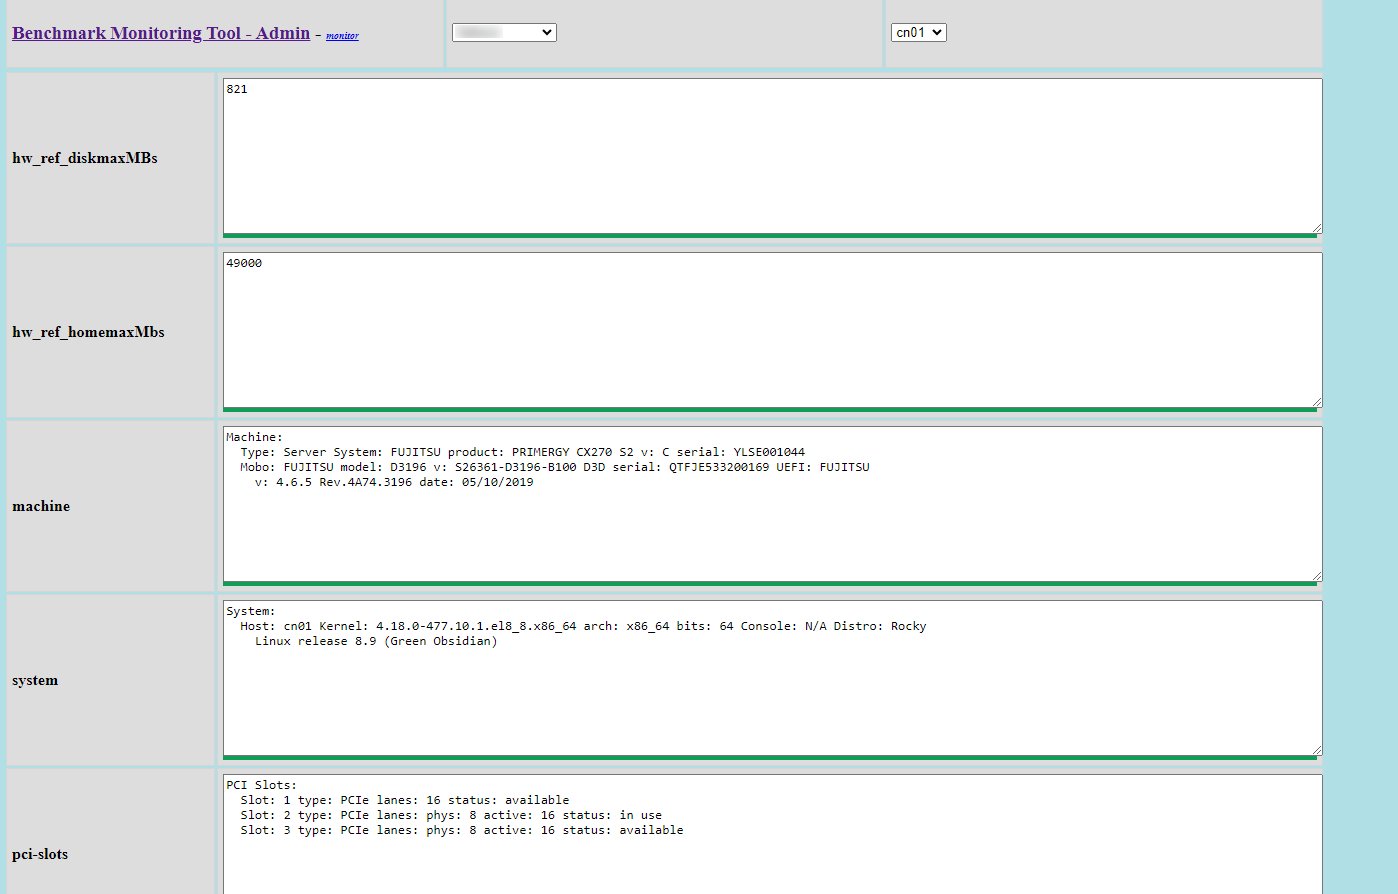 Benchmark Monitoring Tool - Admin - monitor
cn01
hw_ref_diskmaxMBs
821
hw_ref_homemaxMbs
49000
machine
Machine:
Type: Server System: FUJITSU product: PRIMERGY CX270 S2 v: C serial: YLSE001044
Mobo: FUJITSU model: D3196 v: S26361-D3196-B100 D3D serial: QTFJE533200169 UEFI: FUJITSU
v: 4.6.5 Rev.4A74.3196 date: 05/10/2019
system
System:
Host: cn01 Kernel: 4.18.0-477.10.1.el8_8.x86_64 arch: x86_64 bits: 64 Console: N/A Distro: Rocky
Linux release 8.9 (Green Obsidian)
pci-slots
PCI Slots:
Slot: 1 type: PCIe lanes: 16 status: available
Slot: 2 type: PCIe lanes: phys: 8 active: 16 status: in use
Slot: 3 type: PCIe lanes: phys: 8 active: 16 status: available